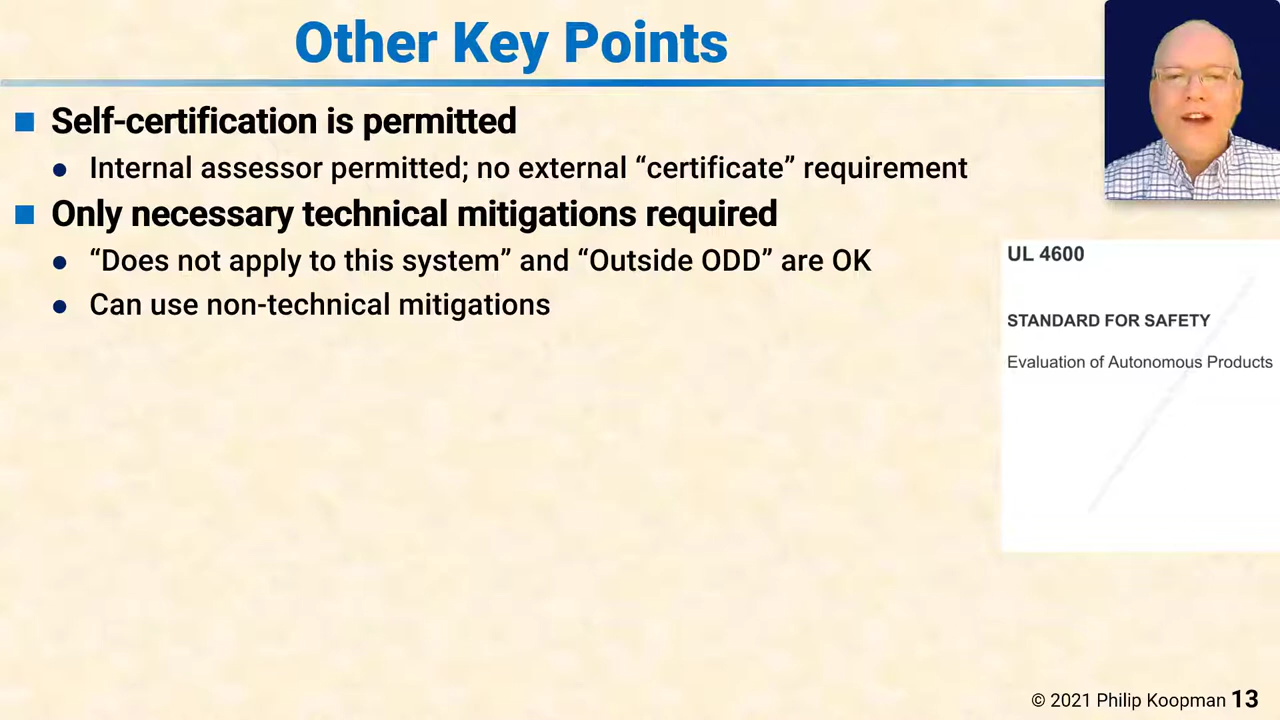 Other Key Points
Self-certification is permitted
Internal assessor permitted; no external “certificate” requirement
Only necessary technical mitigations required
“Does not apply to this system” and “Outside ODD” are OK
Can use non-technical mitigations
UL 4600
STANDARD FOR SAFETY
Evaluation of Autonomous Products
© 2021 Philip Koopman 13